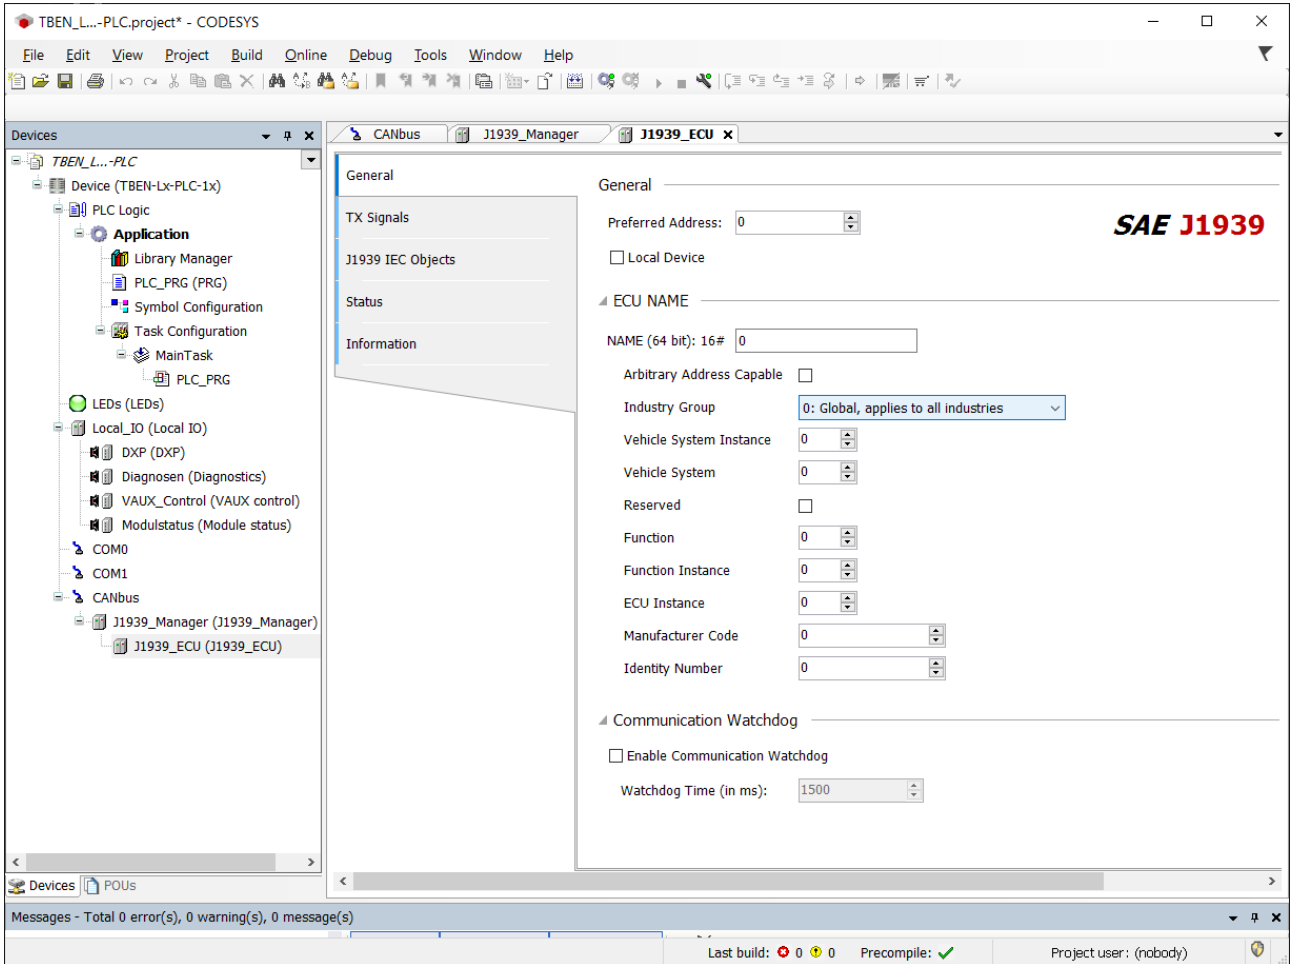 TBEN_L...-PLC.project* - CODESYS
File Edit View Project Build Online Debug Tools Window Help
Devices
TBEN_L...-PLC
Device (TBEN-Lx-PLC-1x)
PLC Logic
Application
Library Manager
PLC_PRG (PRG)
Symbol Configuration
Task Configuration
MainTask
PLC_PRG
LEDs (LEDs)
Local_IO (Local IO)
DXP (DXP)
Diagnosen (Diagnostics)
VAUX_Control (VAUX control)
Modulstatus (Module status)
COM0
COM1
CANbus
J1939_Manager (J1939_Manager)
J1939_ECU (J1939_ECU)
Devices POUs
CANbus J1939_Manager J1939_ECU
General
TX Signals
J1939 IEC Objects
Status
Information
General
Preferred Address: 0
SAE J1939
Local Device
ECU NAME
NAME (64 bit): 16# 0
Arbitrary Address Capable
Industry Group 0: Global, applies to all industries
Vehicle System Instance 0
Vehicle System 0
Reserved
Function 0
Function Instance 0
ECU Instance 0
Manufacturer Code 0
Identity Number 0
Communication Watchdog
Enable Communication Watchdog
Watchdog Time (in ms): 1500
Messages - Total 0 error(s), 0 warning(s), 0 message(s)
Last build: 0 0 Precompile: Project user: (nobody)